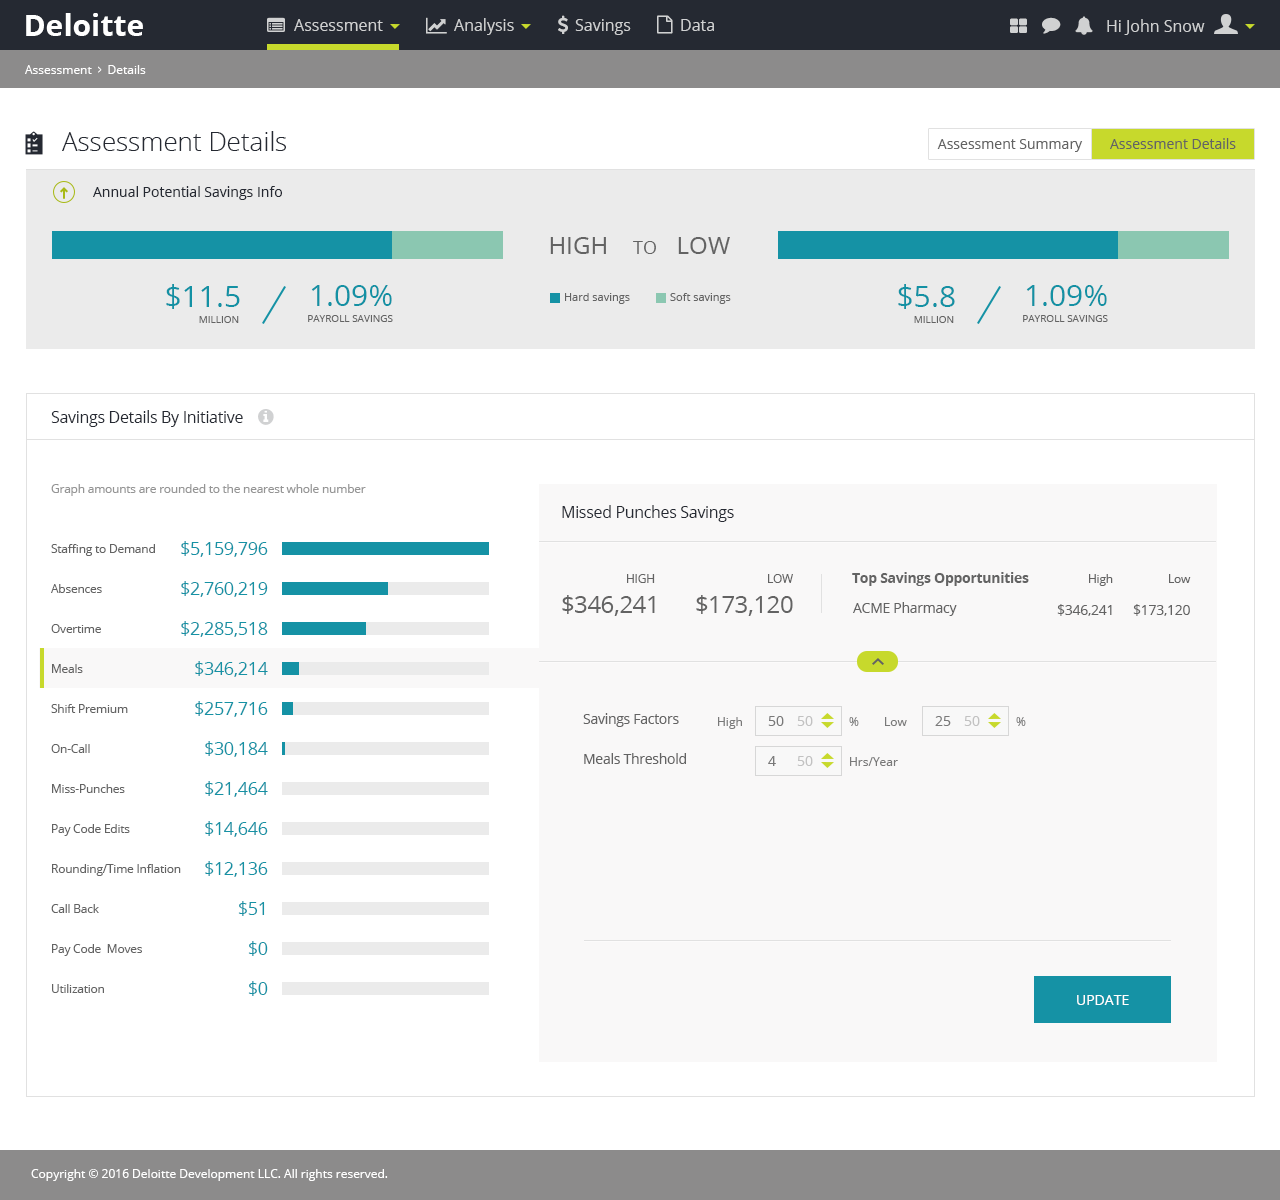 Deloitte
Assessment
Analysis
$ Savings
Data
Hi John Snow
Assessment › Details
Assessment Details
Assessment Summary
Assessment Details
Annual Potential Savings Info
HIGH TO LOW
Hard savings
Soft savings
$11.5
MILLION
/
1.09%
PAYROLL SAVINGS
$5.8
MILLION
/
1.09%
PAYROLL SAVINGS
Savings Details By Initiative
Graph amounts are rounded to the nearest whole number
Staffing to Demand $5,159,796
Absences $2,760,219
Overtime $2,285,518
Meals $346,214
Shift Premium $257,716
On-Call $30,184
Miss-Punches $21,464
Pay Code Edits $14,646
Rounding/Time Inflation $12,136
Call Back $51
Pay Code  Moves $0
Utilization $0
Missed Punches Savings
HIGH
$346,241
LOW
$173,120
Top Savings Opportunities High Low
ACME Pharmacy $346,241 $173,120
Savings Factors High 50 50 % Low 25 50 %
Meals Threshold 4 50 Hrs/Year
UPDATE
Copyright © 2016 Deloitte Development LLC. All rights reserved.